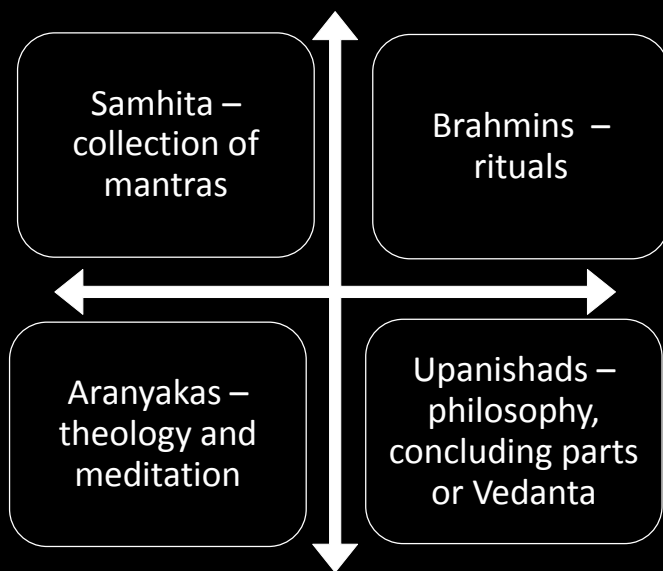 Samhita –
collection of
mantras
Brahmins –
rituals
Aranyakas –
theology and
meditation
Upanishads –
philosophy,
concluding parts
or Vedanta